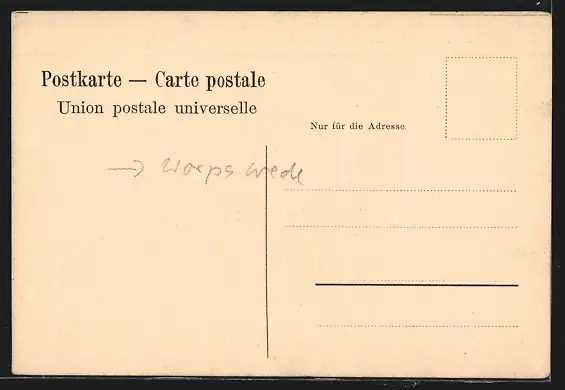 Postkarte — Carte postale
Union postale universelle
Nur für die Adresse.
→ Worpswede